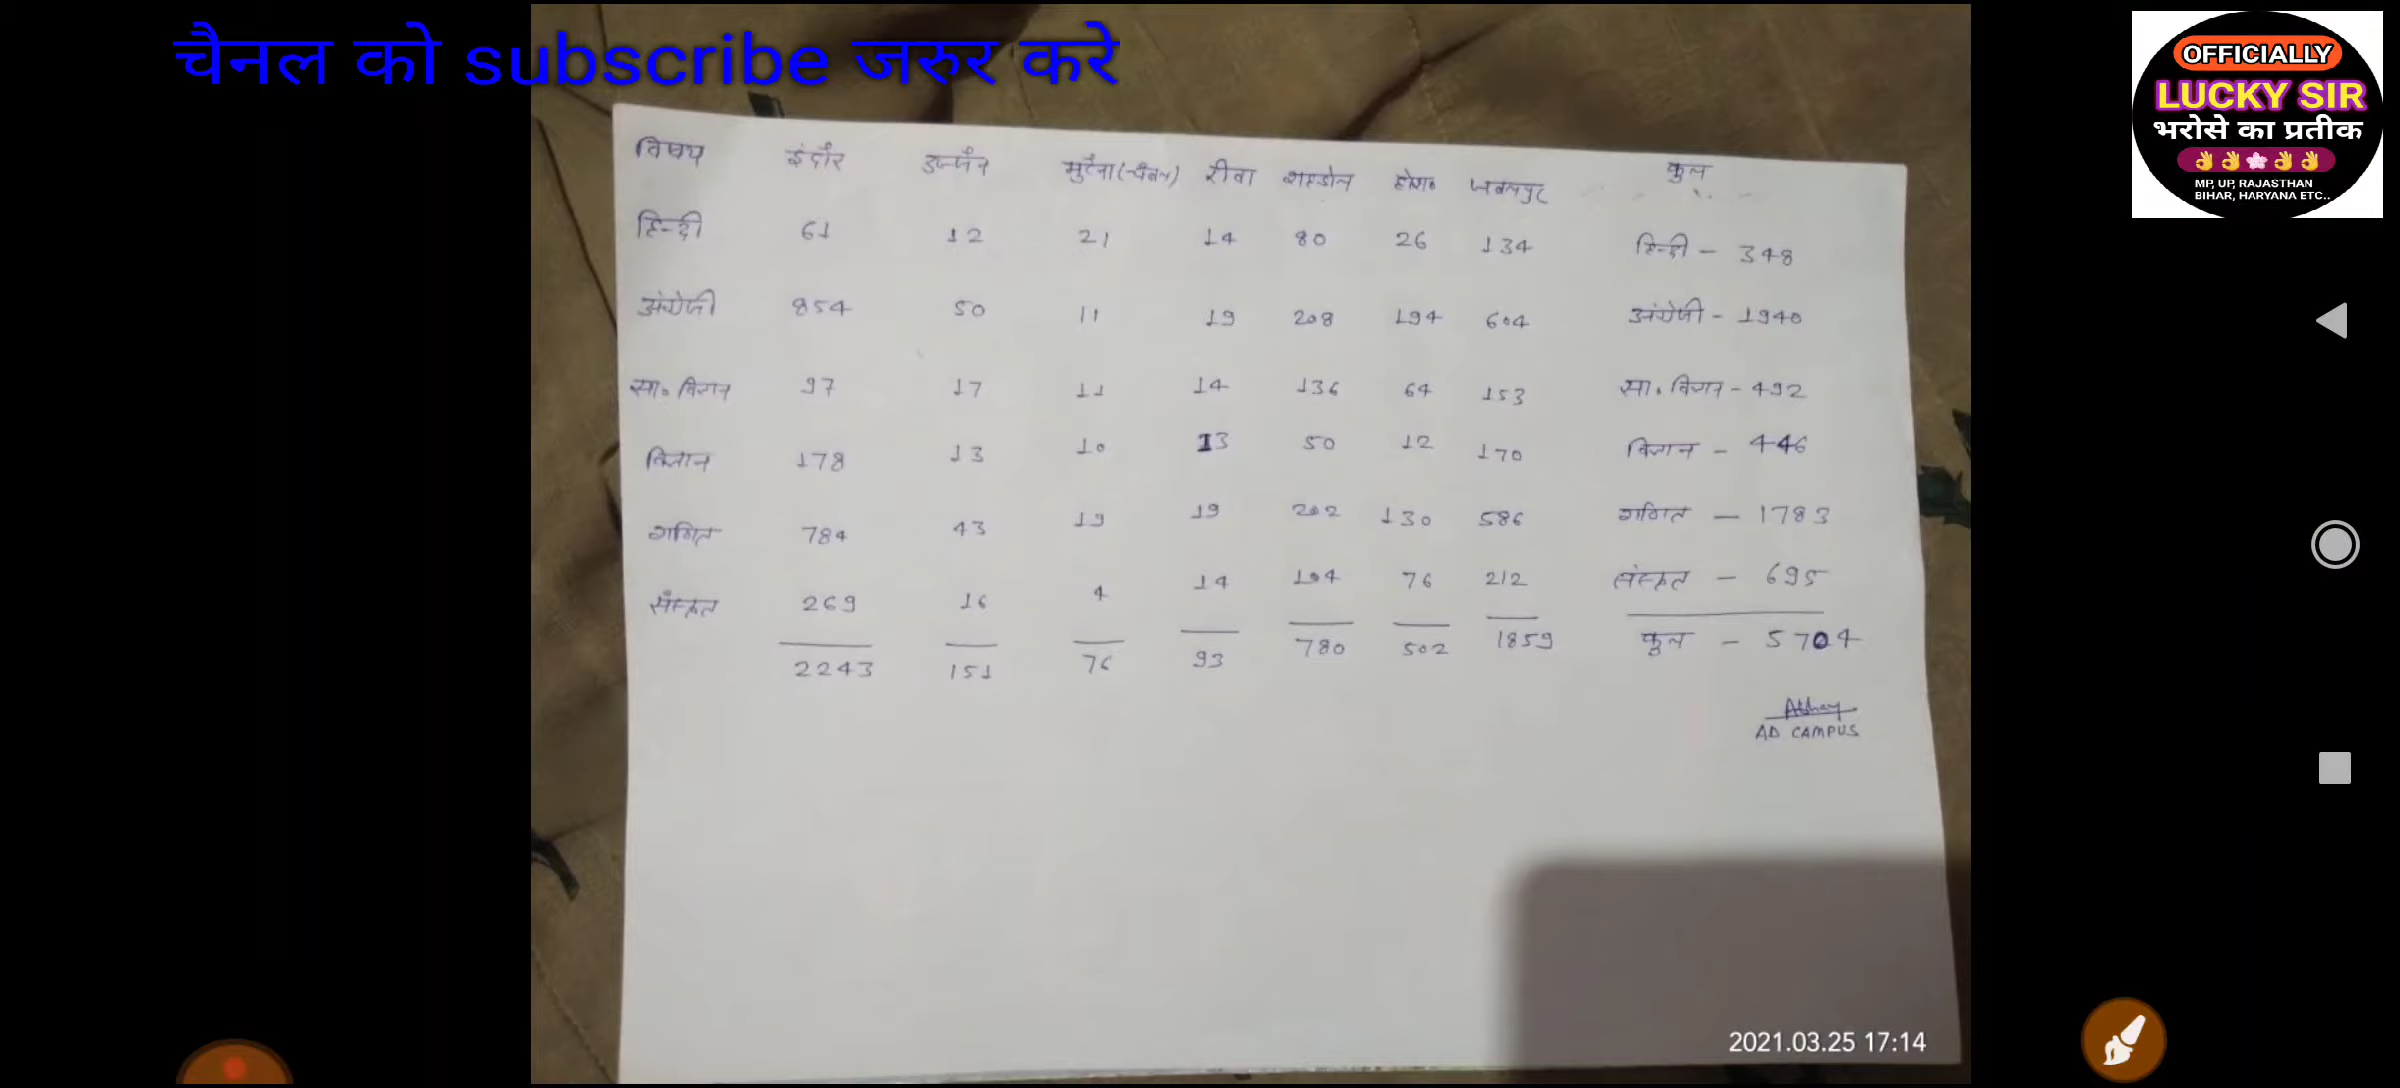 चैनल को subscribe जरुर करे
OFFICIALLY
LUCKY SIR
भरोसे का प्रतीक
MP, UP, RAJASTHAN
BIHAR, HARYANA ETC..
विषय इंदौर उज्जैन मुरैना (चंबल) रीवा शहडोल होशं० जबलपुर कुल
हिन्दी 61 12 21 14 80 26 134 हिन्दी - 348
अंग्रेजी 854 50 11 19 208 194 604 अंग्रेजी - 1940
सा० विज्ञान 97 17 11 14 136 64 153 सा. विज्ञान - 492
विज्ञान 178 13 10 13 50 12 170 विज्ञान - 446
गणित 784 43 19 19 202 130 586 गणित - 1783
संस्कृत 269 16 4 14 104 76 212 संस्कृत - 695
2243 151 76 93 780 502 1859 कुल - 5704
Abhay
AD CAMPUS
2021.03.25 17:14